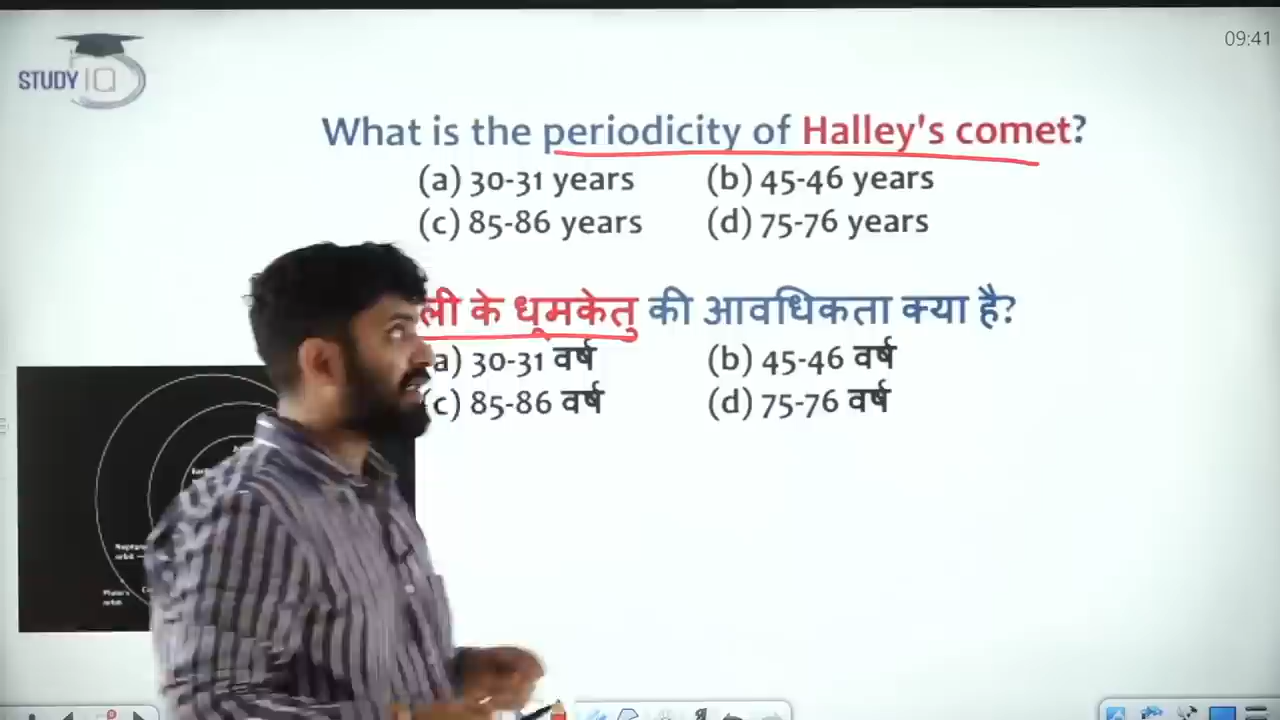 STUDY IQ
09:41
What is the periodicity of Halley's comet?
(a) 30-31 years (b) 45-46 years
(c) 85-86 years (d) 75-76 years
ली के धूमकेतु की आवधिकता क्या है?
a) 30-31 वर्ष (b) 45-46 वर्ष
(c) 85-86 वर्ष (d) 75-76 वर्ष
orbit
orbit